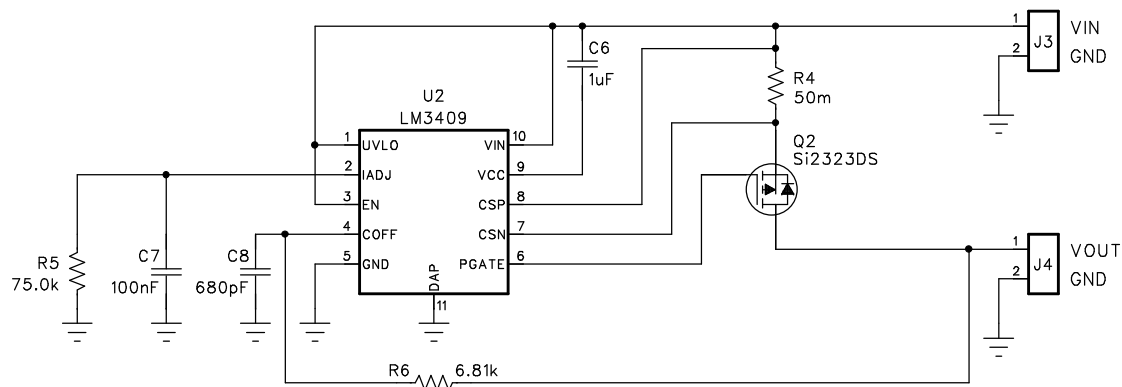 1 VIN
J3
2 GND
C6
1uF
R4
50m
U2
LM3409
Q2
Si2323DS
1 UVLO VIN 10
2 IADJ VCC 9
3 EN CSP 8
4 COFF CSN 7
5 GND PGATE 6
DAP
11
R5
75.0k
C7
100nF
C8
680pF
1 VOUT
J4
2 GND
R6 6.81k